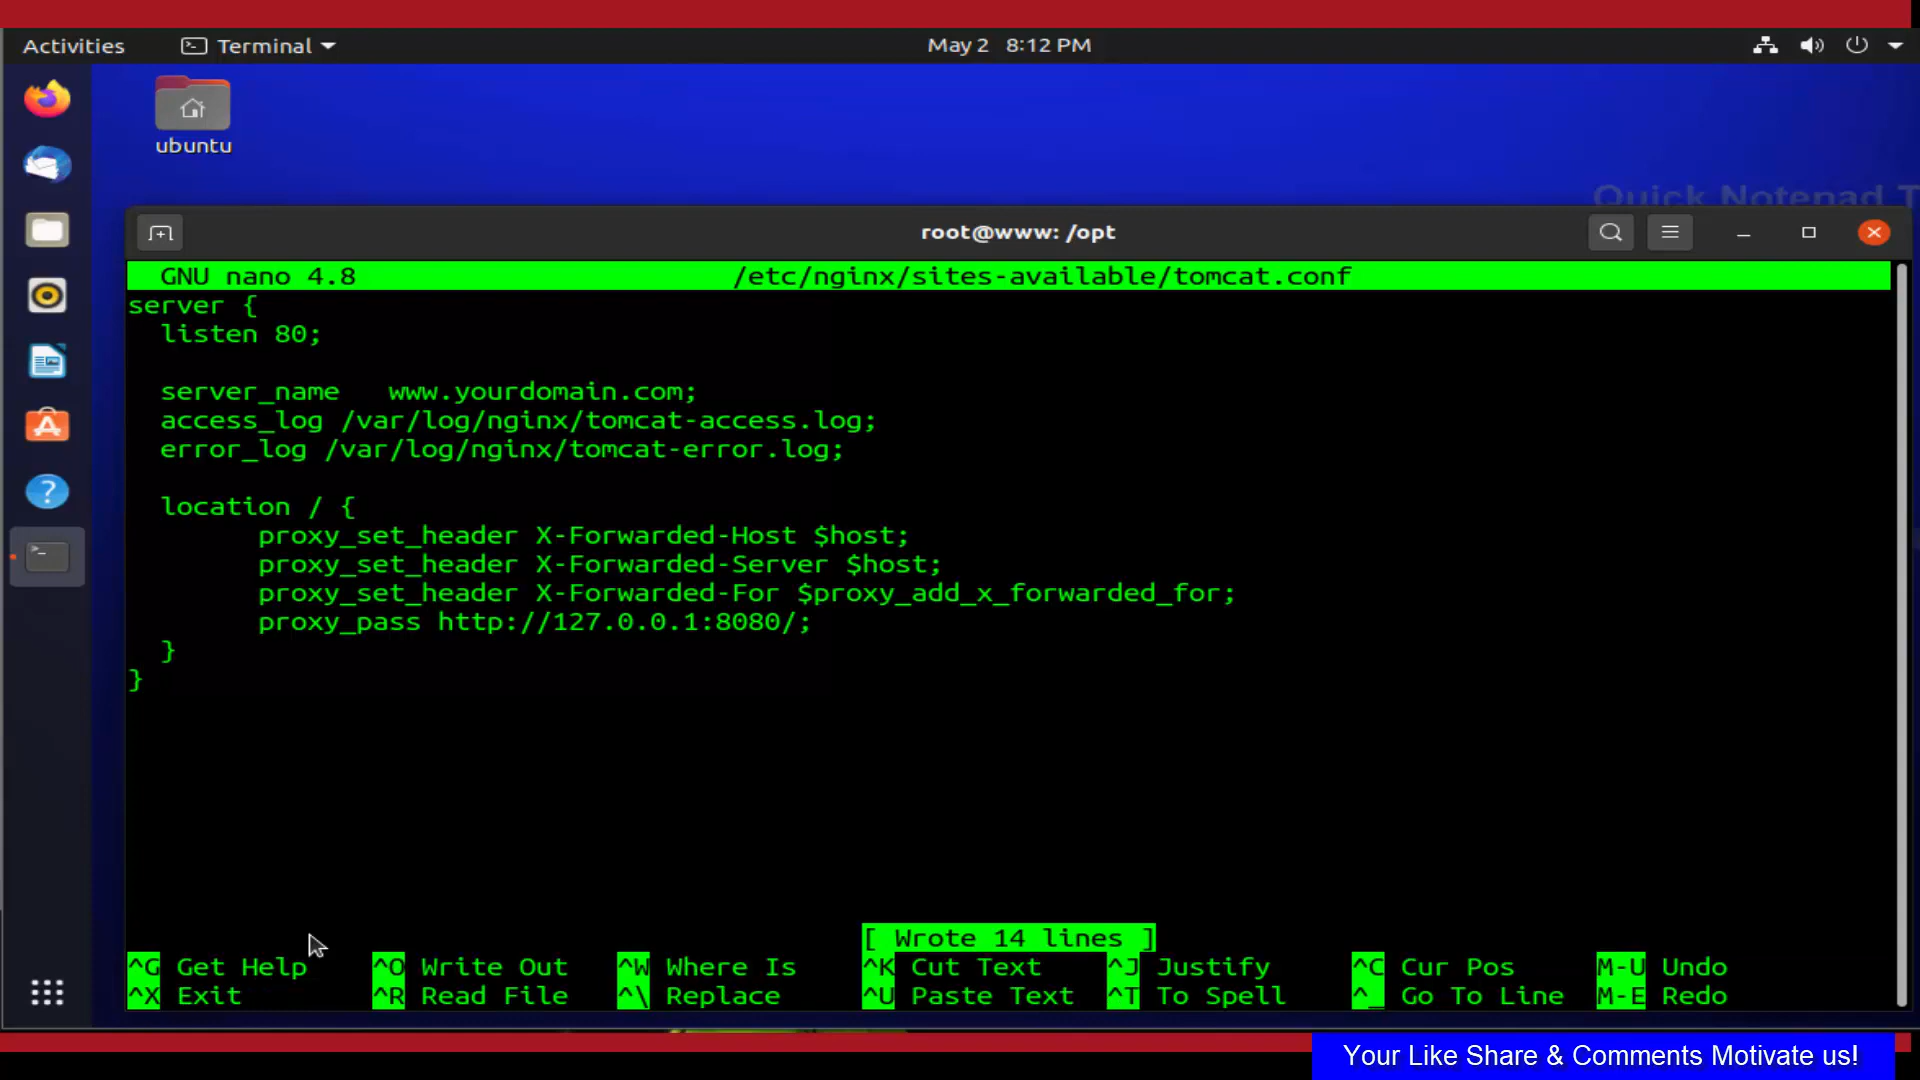 Activities Terminal May 2 8:12 PM
ubuntu
Quick Notepad T
root@www: /opt
GNU nano 4.8 /etc/nginx/sites-available/tomcat.conf
server {
listen 80;
server_name www.yourdomain.com;
access_log /var/log/nginx/tomcat-access.log;
error_log /var/log/nginx/tomcat-error.log;
location / {
proxy_set_header X-Forwarded-Host $host;
proxy_set_header X-Forwarded-Server $host;
proxy_set_header X-Forwarded-For $proxy_add_x_forwarded_for;
proxy_pass http://127.0.0.1:8080/;
}
}
[ Wrote 14 lines ]
^G Get Help ^O Write Out ^W Where Is ^K Cut Text ^J Justify ^C Cur Pos M-U Undo
^X Exit ^R Read File ^\ Replace ^U Paste Text ^T To Spell ^_ Go To Line M-E Redo
Your Like Share & Comments Motivate us!